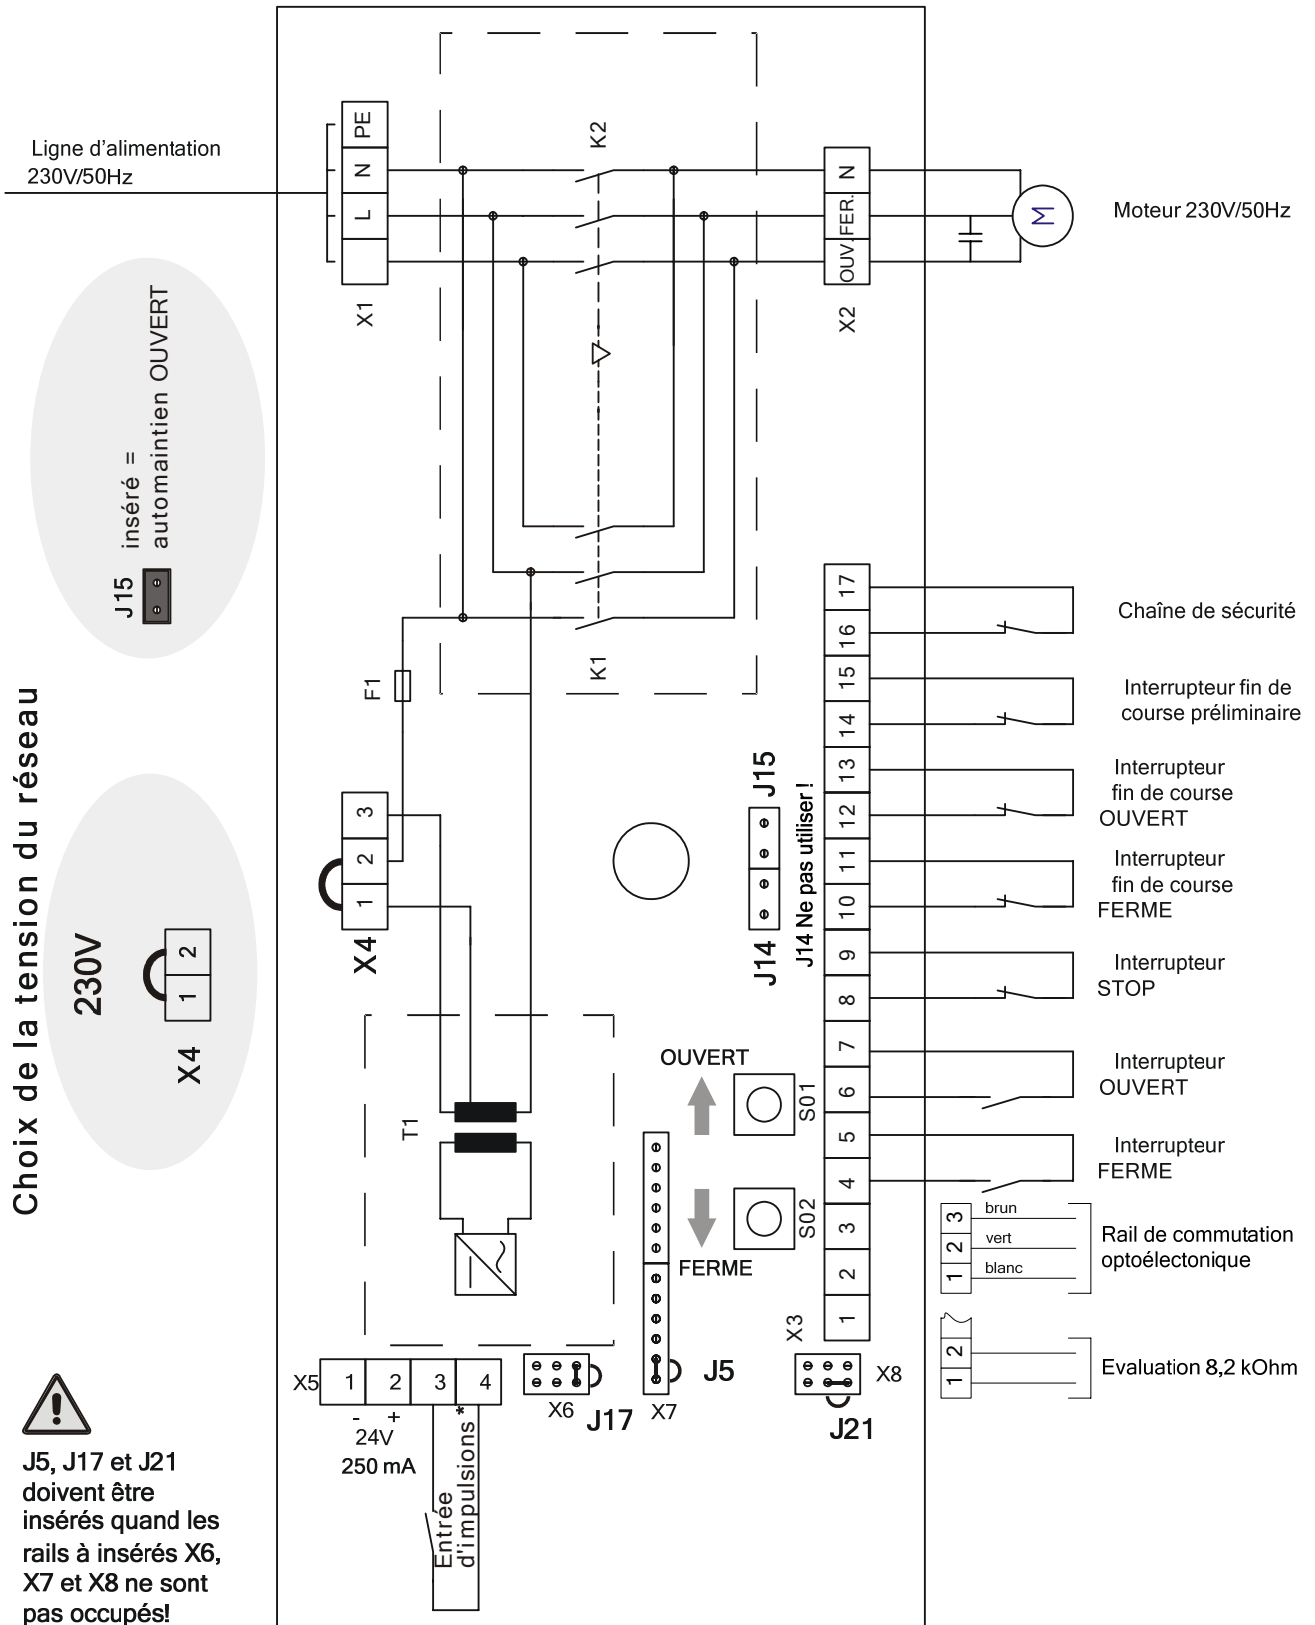 Ligne d'alimentation
230V/50Hz
PE
N
L
X1
K2
N
FER.
OUV.
X2
M
Moteur 230V/50Hz
J15
inséré =
automaintien OUVERT
K1
F1
Choix de la tension du réseau
230V
1
2
X4
3
2
1
X4
T1
J15
J14
J14 Ne pas utiliser !
OUVERT
S01
S02
FERME
17
16
15
14
13
12
11
10
9
8
7
6
5
4
3
2
1
X3
Chaîne de sécurité
Interrupteur fin de
course préliminaire
Interrupteur
fin de course
OUVERT
Interrupteur
fin de course
FERME
Interrupteur
STOP
Interrupteur
OUVERT
Interrupteur
FERME
3 brun
2 vert
1 blanc
Rail de commutation
optoélectonique
2
1
Evaluation 8,2 kOhm
X5
1 2 3 4
- +
24V
250 mA
Entrée
d'impulsions *
X6
J17
X7
J5
X8
J21
J5, J17 et J21
doivent être
insérés quand les
rails à insérés X6,
X7 et X8 ne sont
pas occupés!